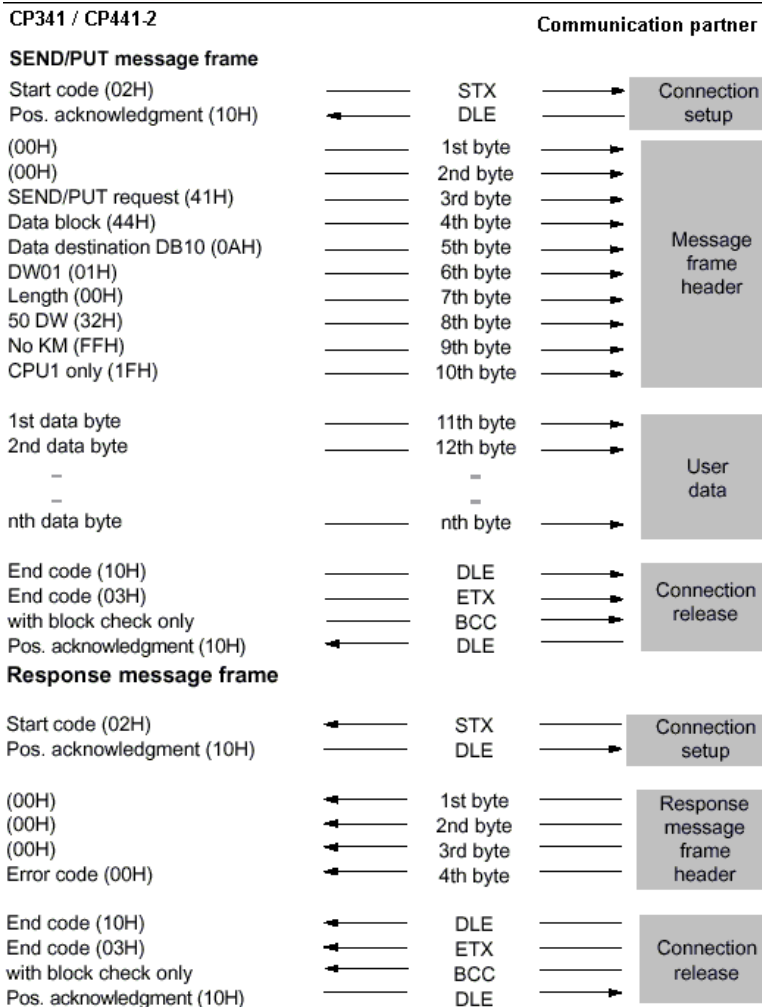 CP341 / CP441-2 Communication partner
SEND/PUT message frame
Start code (02H) STX Connection
Pos. acknowledgment (10H) DLE setup
(00H) 1st byte
(00H) 2nd byte
SEND/PUT request (41H) 3rd byte
Data block (44H) 4th byte
Data destination DB10 (0AH) 5th byte Message
DW01 (01H) 6th byte frame
Length (00H) 7th byte header
50 DW (32H) 8th byte
No KM (FFH) 9th byte
CPU1 only (1FH) 10th byte
1st data byte 11th byte
2nd data byte 12th byte
User
data
nth data byte nth byte
End code (10H) DLE
End code (03H) ETX Connection
with block check only BCC release
Pos. acknowledgment (10H) DLE
Response message frame
Start code (02H) STX Connection
Pos. acknowledgment (10H) DLE setup
(00H) 1st byte Response
(00H) 2nd byte message
(00H) 3rd byte frame
Error code (00H) 4th byte header
End code (10H) DLE
End code (03H) ETX Connection
with block check only BCC release
Pos. acknowledgment (10H) DLE